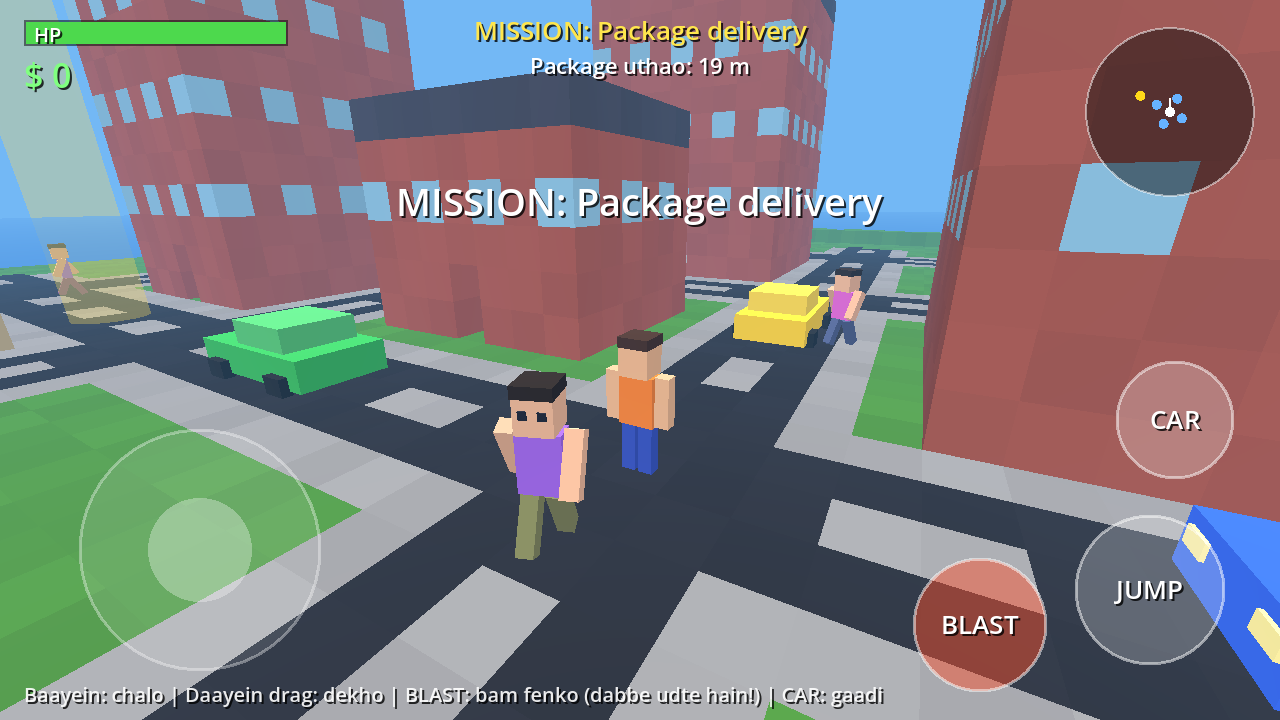 HP
$ 0
MISSION: Package delivery
Package uthao: 19 m
MISSION: Package delivery
CAR
JUMP
BLAST
Baayein: chalo | Daayein drag: dekho | BLAST: bam fenko (dabbe udte hain!) | CAR: gaadi